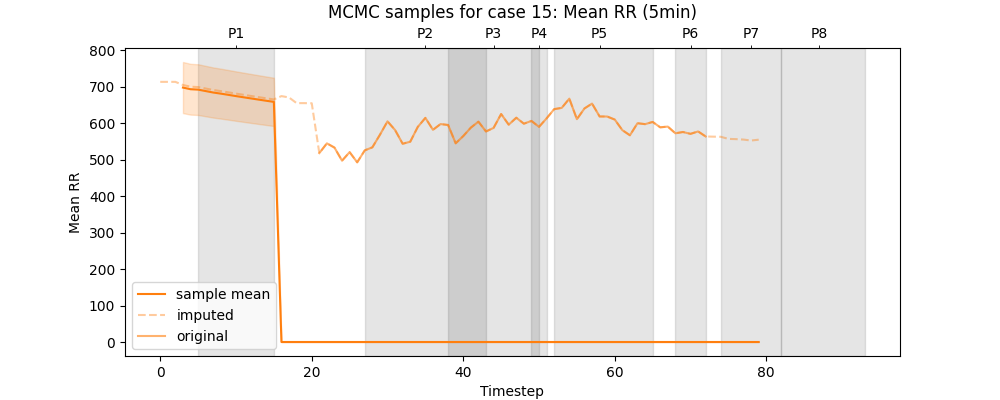 MCMC samples for case 15: Mean RR (5min)
P1 P2 P3 P4 P5 P6 P7 P8
800
700
600
500
400
300
200
100
0
Mean RR
sample mean
imputed
original
0 20 40 60 80
Timestep